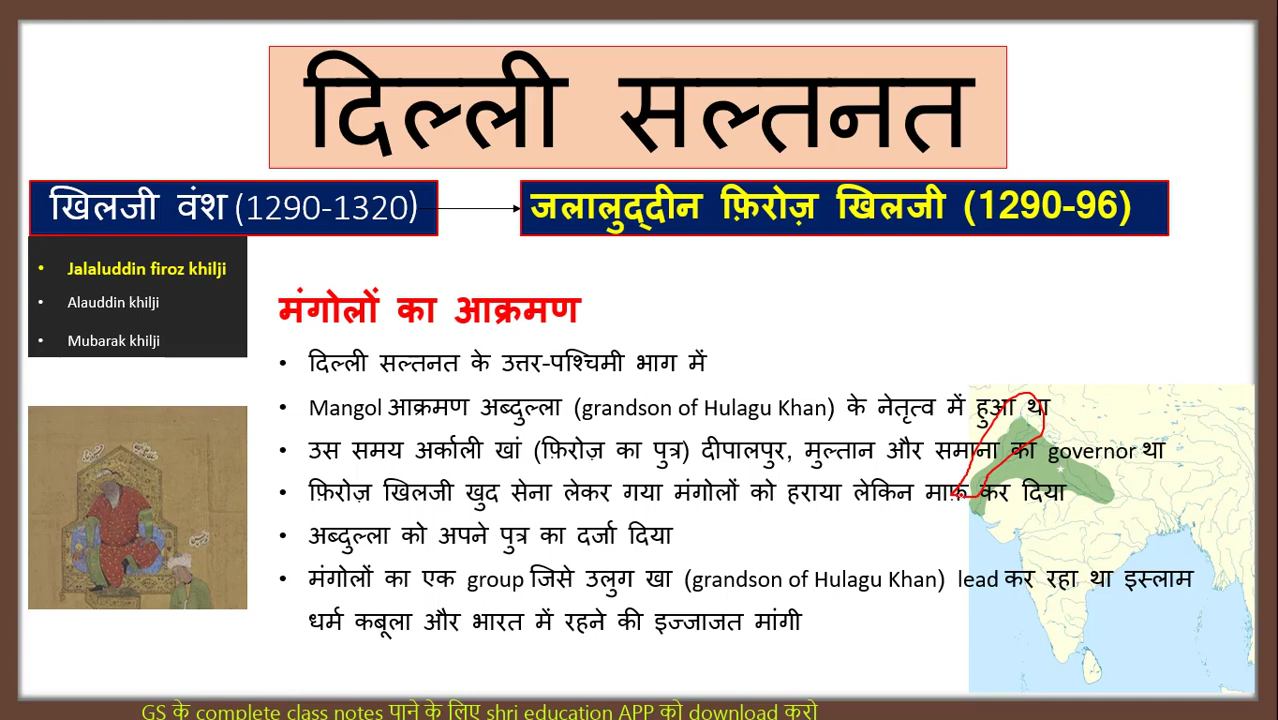 दिल्ली सल्तनत
खिलजी वंश (1290-1320)
जलालुद्दीन फ़िरोज़ खिलजी (1290-96)
• Jalaluddin firoz khilji
• Alauddin khilji
• Mubarak khilji
मंगोलों का आक्रमण
• दिल्ली सल्तनत के उत्तर-पश्चिमी भाग में
• Mangol आक्रमण अब्दुल्ला (grandson of Hulagu Khan) के नेतृत्व में हुआ था
• उस समय अर्काली खां (फ़िरोज़ का पुत्र) दीपालपुर, मुल्तान और समाना का governor था
• फ़िरोज़ खिलजी खुद सेना लेकर गया मंगोलों को हराया लेकिन माफ़ कर दिया
• अब्दुल्ला को अपने पुत्र का दर्जा दिया
• मंगोलों का एक group जिसे उलुग खा (grandson of Hulagu Khan) lead कर रहा था इस्लाम
धर्म कबूला और भारत में रहने की इज्जाजत मांगी
GS के complete class notes पाने के लिए shri education APP को download करो